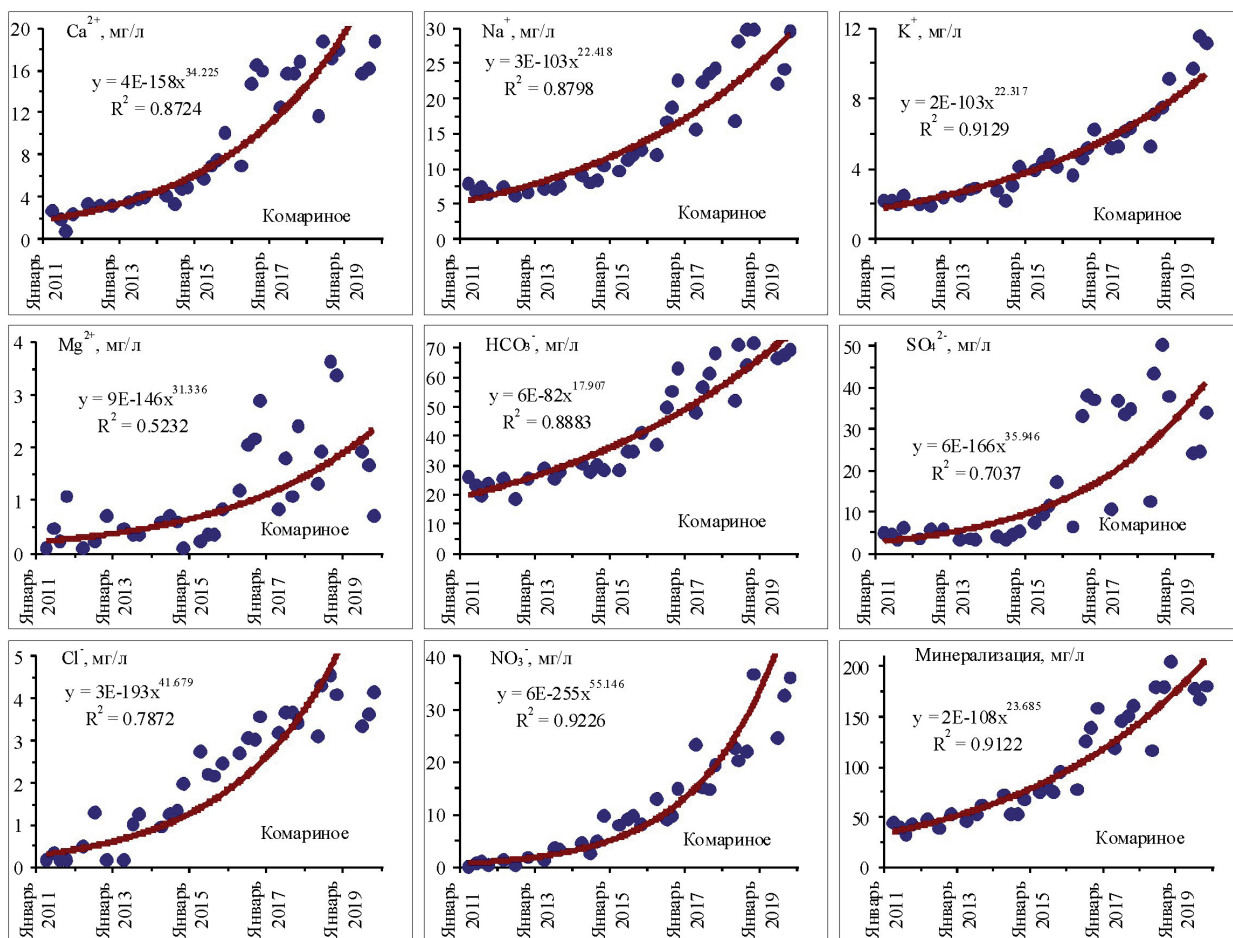 Ca²⁺, мг/л
20
16
12
8
4
0
y = 4E-158x³⁴·²²⁵
R² = 0.8724
Комариное
Январь 2011
Январь 2013
Январь 2015
Январь 2017
Январь 2019
Na⁺, мг/л
30
25
20
15
10
5
0
y = 3E-103x²²·⁴¹⁸
R² = 0.8798
Комариное
Январь 2011
Январь 2013
Январь 2015
Январь 2017
Январь 2019
K⁺, мг/л
12
8
4
0
y = 2E-103x²²·³¹⁷
R² = 0.9129
Комариное
Январь 2011
Январь 2013
Январь 2015
Январь 2017
Январь 2019
Mg²⁺, мг/л
4
3
2
1
0
y = 9E-146x³¹·³³⁶
R² = 0.5232
Комариное
Январь 2011
Январь 2013
Январь 2015
Январь 2017
Январь 2019
HCO₃⁻, мг/л
70
60
50
40
30
20
10
0
y = 6E-82x¹⁷·⁹⁰⁷
R² = 0.8883
Комариное
Январь 2011
Январь 2013
Январь 2015
Январь 2017
Январь 2019
SO₄²⁻, мг/л
50
40
30
20
10
0
y = 6E-166x³⁵·⁹⁴⁶
R² = 0.7037
Комариное
Январь 2011
Январь 2013
Январь 2015
Январь 2017
Январь 2019
Cl⁻, мг/л
5
4
3
2
1
0
y = 3E-193x⁴¹·⁶⁷⁹
R² = 0.7872
Комариное
Январь 2011
Январь 2013
Январь 2015
Январь 2017
Январь 2019
NO₃⁻, мг/л
40
30
20
10
0
y = 6E-255x⁵⁵·¹⁴⁶
R² = 0.9226
Комариное
Январь 2011
Январь 2013
Январь 2015
Январь 2017
Январь 2019
Минерализация, мг/л
200
150
100
50
0
y = 2E-108x²³·⁶⁸⁵
R² = 0.9122
Комариное
Январь 2011
Январь 2013
Январь 2015
Январь 2017
Январь 2019